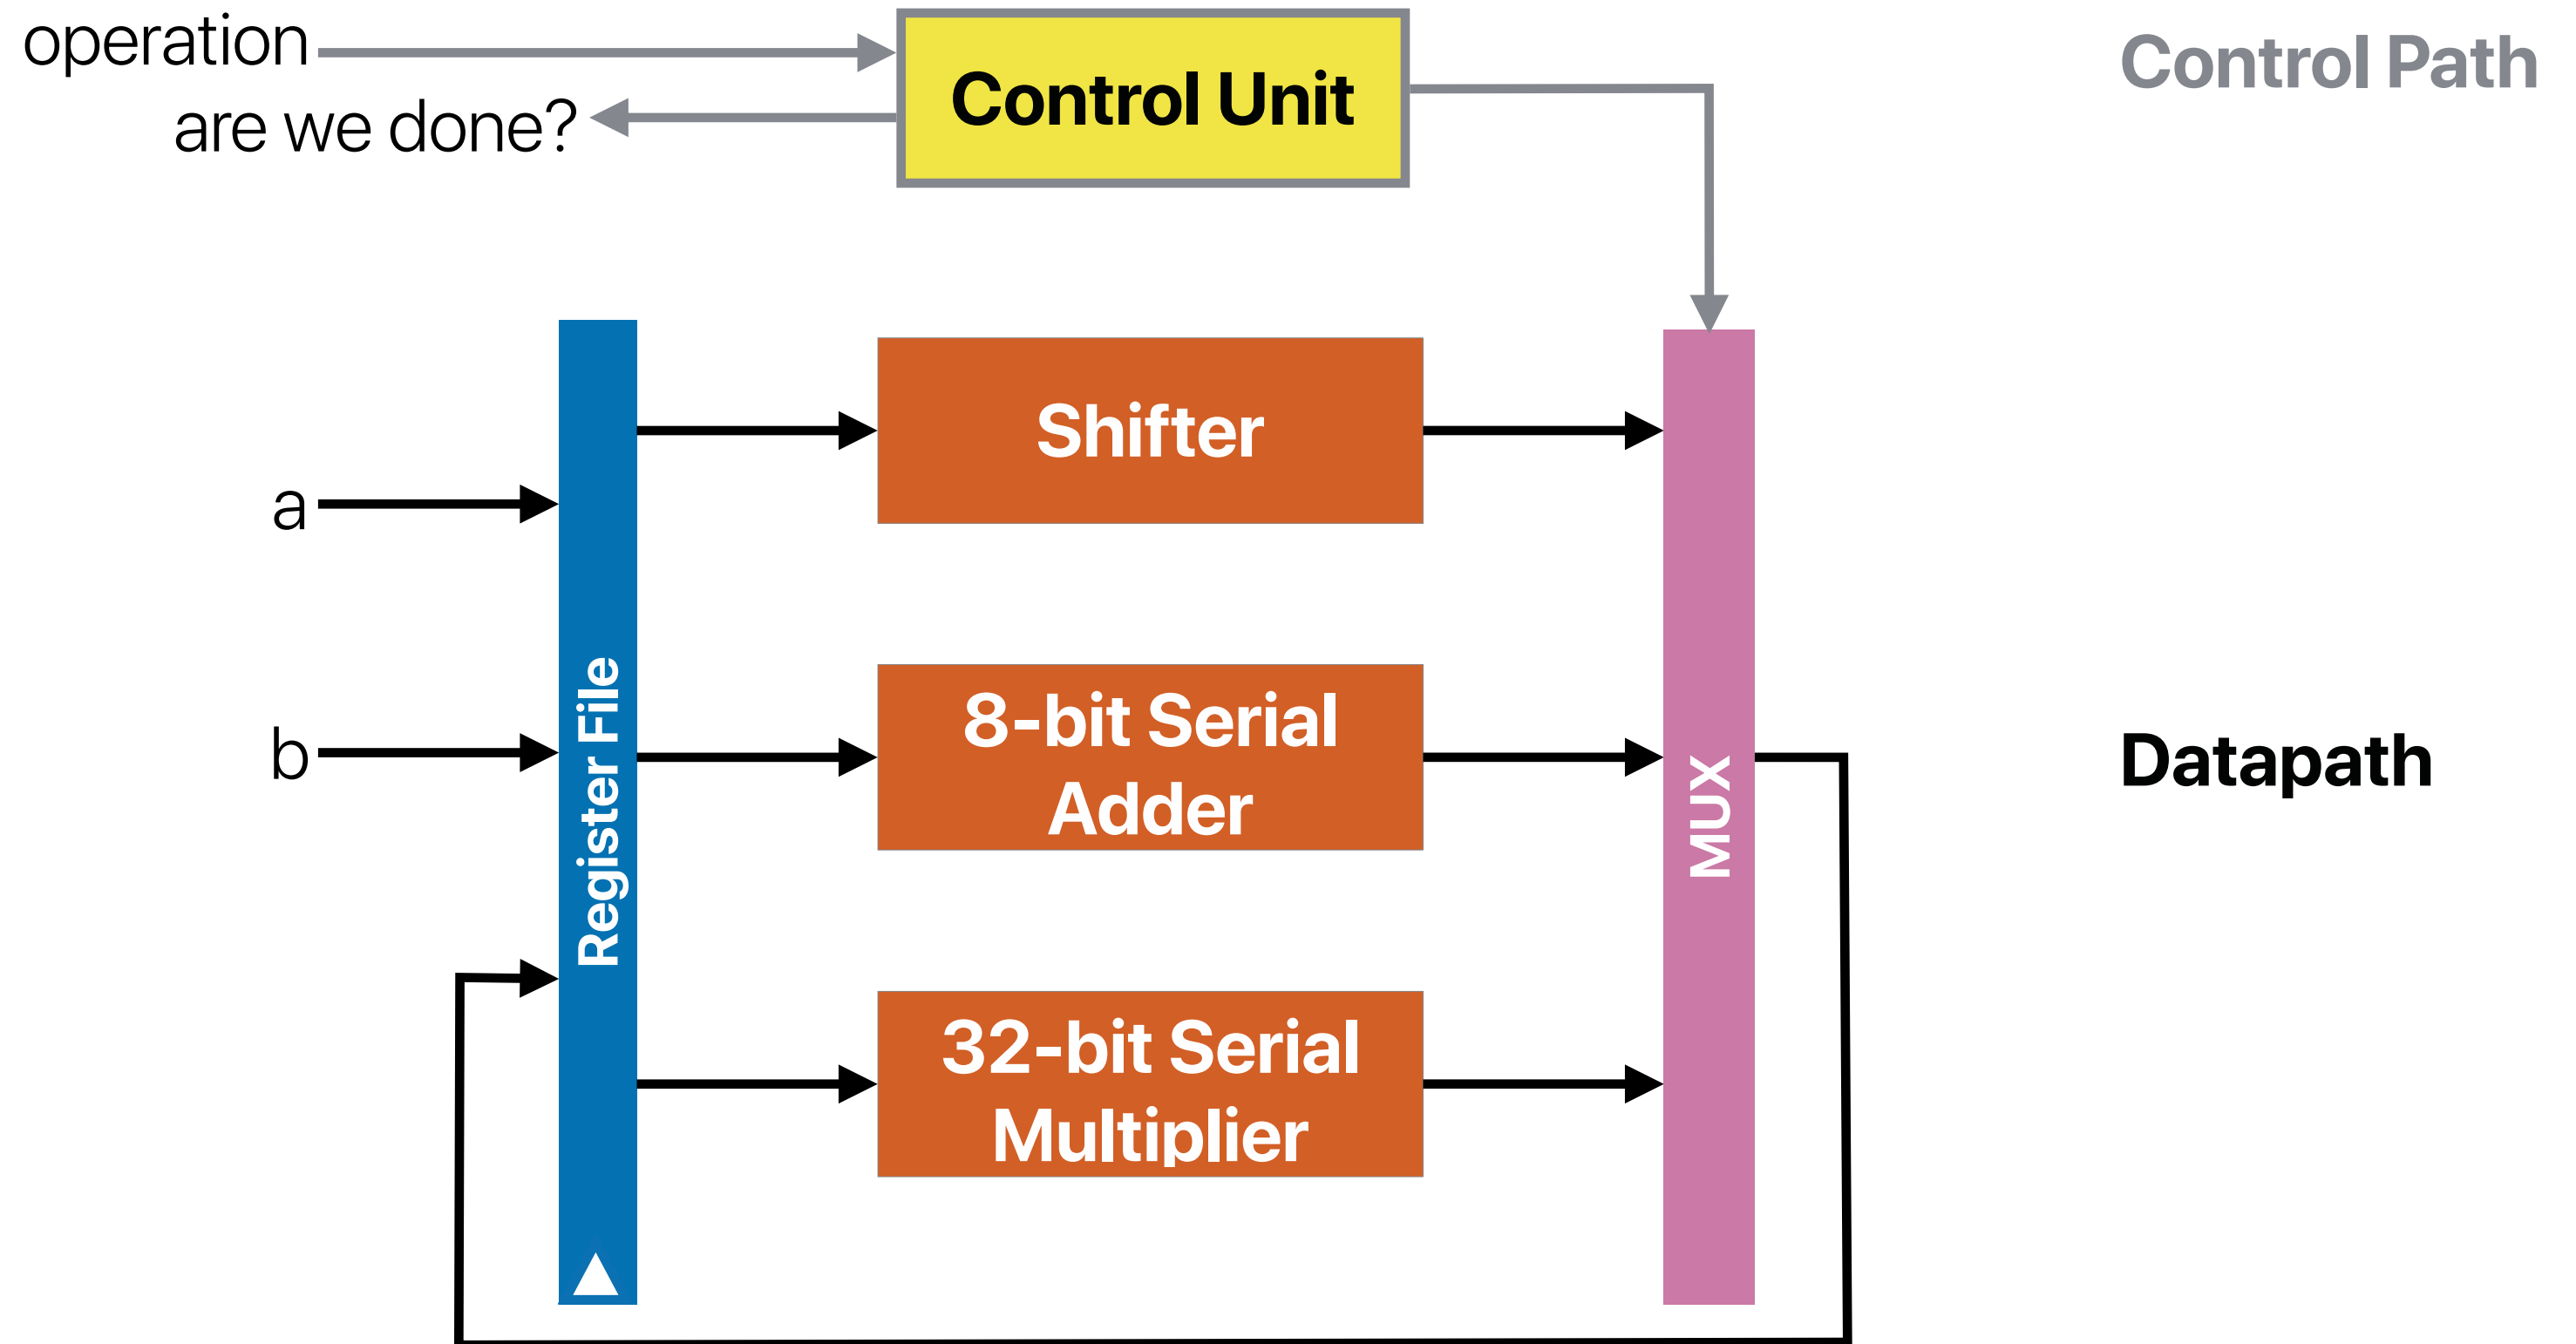 operation
are we done?
Control Unit
Control Path
Shifter
a
b
Register File
8-bit Serial
Adder
MUX
Datapath
32-bit Serial
Multiplier